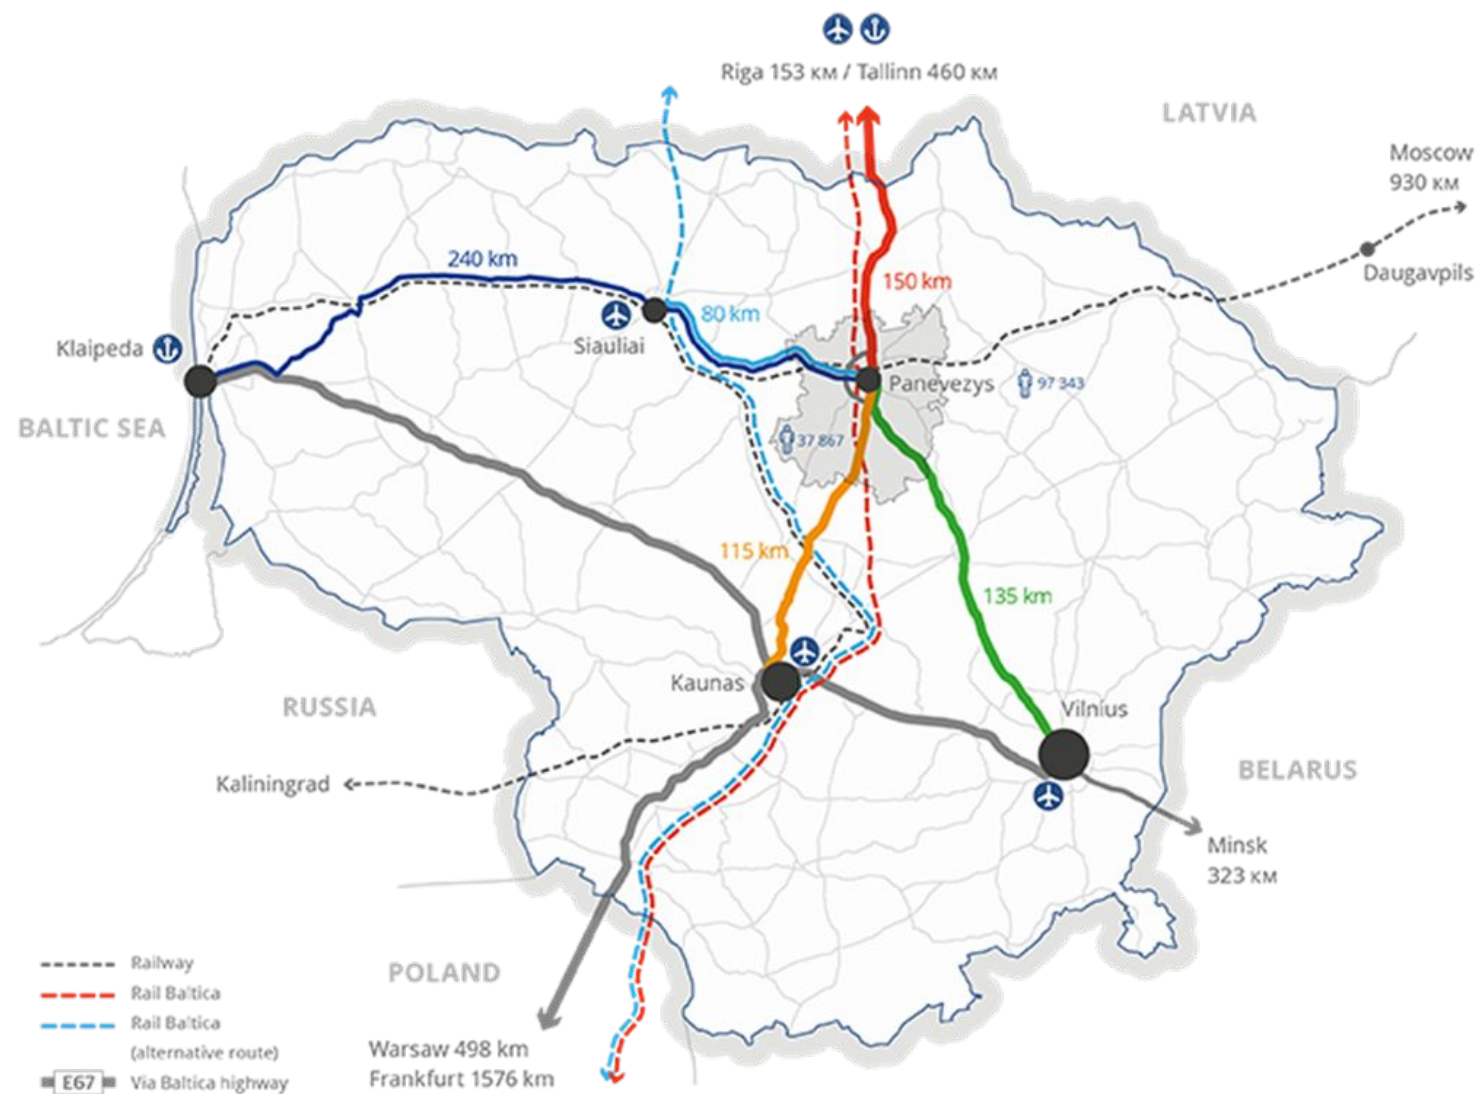 Riga 153 км / Tallinn 460 км
LATVIA
Moscow
930 км
240 km
150 km
Daugavpils
80 km
Siauliai
Klaipeda
Panevezys
97 343
BALTIC SEA
37 867
115 km
135 km
Kaunas
RUSSIA
Vilnius
Kaliningrad
BELARUS
Minsk
323 км
Railway
POLAND
Rail Baltica
Rail Baltica
(alternative route)
Warsaw 498 km
Frankfurt 1576 km
E67 Via Baltica highway